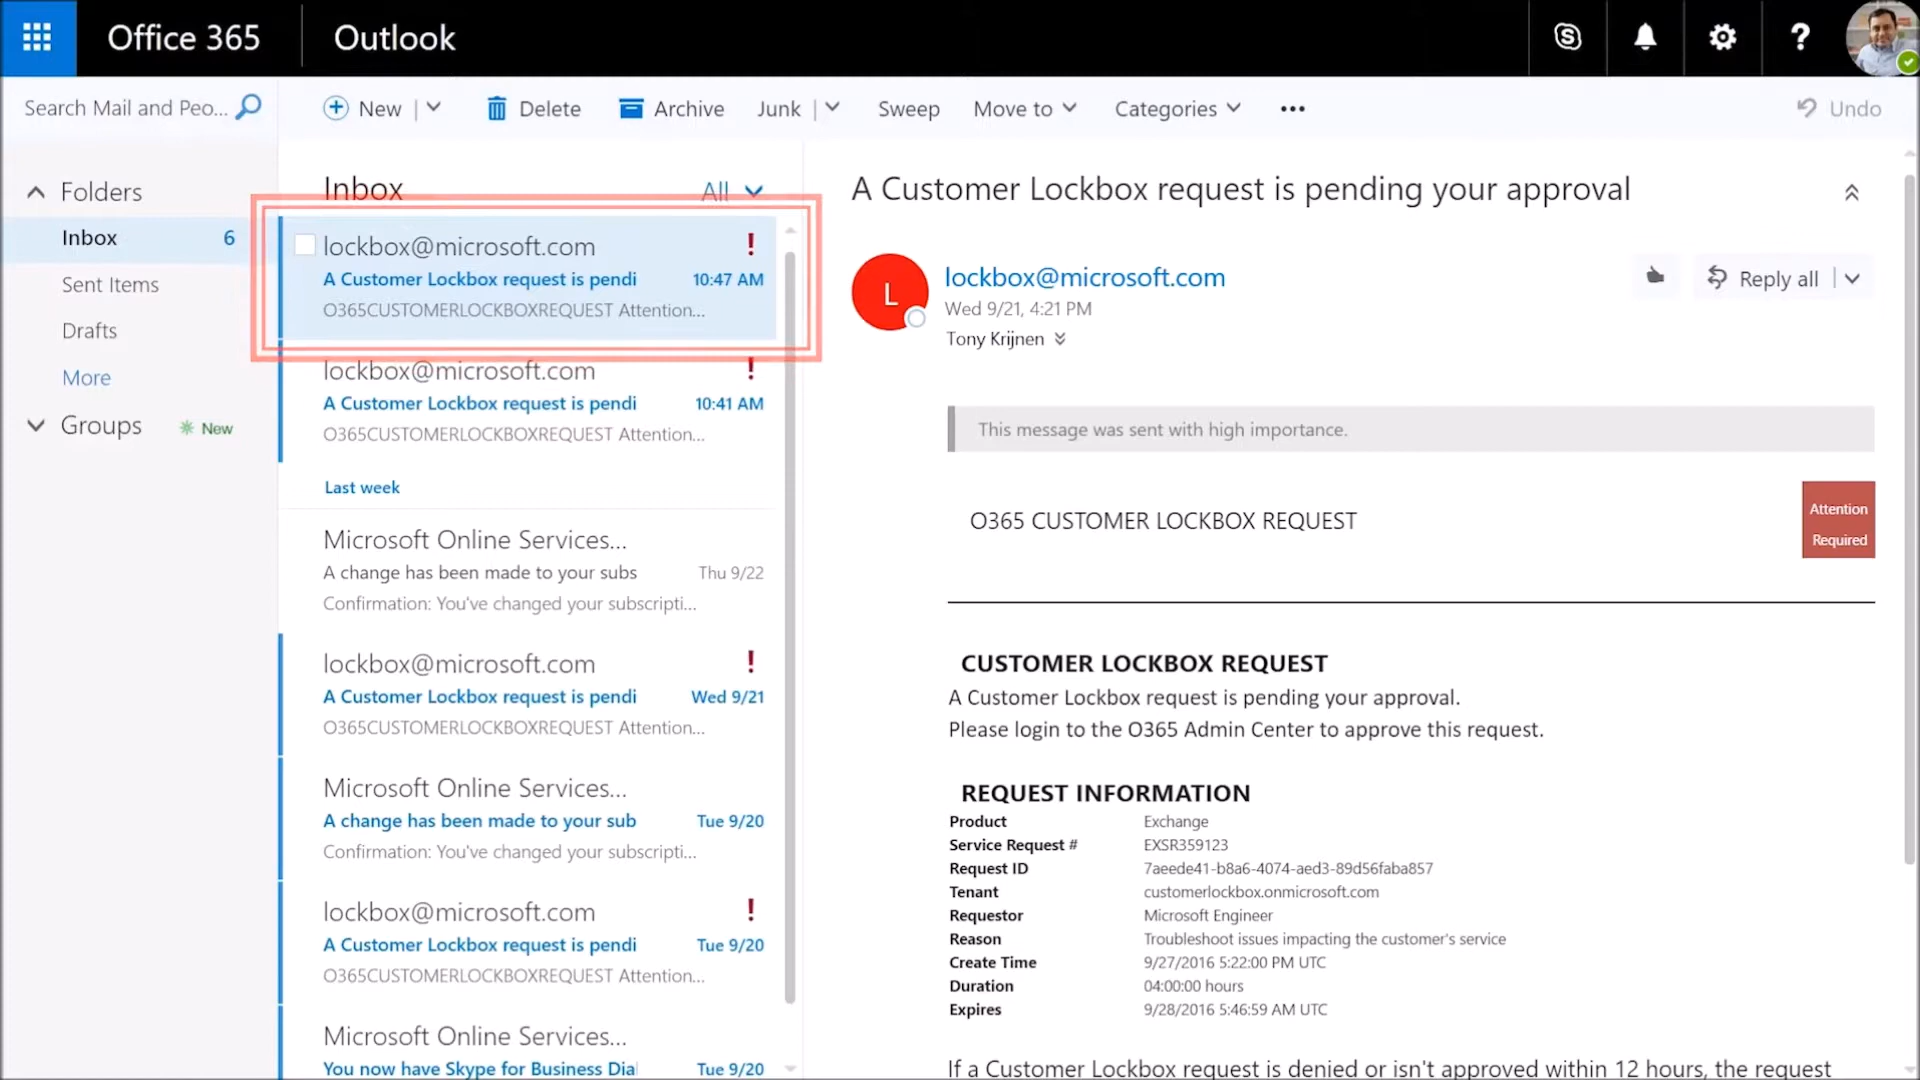 Office 365
Outlook
Search Mail and Peo...
New
Delete
Archive
Junk
Sweep
Move to
Categories
Undo
Folders
Inbox 6
Sent Items
Drafts
More
Groups New
Inbox
All
lockbox@microsoft.com !
A Customer Lockbox request is pendi 10:47 AM
O365CUSTOMERLOCKBOXREQUEST Attention...
lockbox@microsoft.com !
A Customer Lockbox request is pendi 10:41 AM
O365CUSTOMERLOCKBOXREQUEST Attention...
Last week
Microsoft Online Services...
A change has been made to your subs Thu 9/22
Confirmation: You've changed your subscripti...
lockbox@microsoft.com !
A Customer Lockbox request is pendi Wed 9/21
O365CUSTOMERLOCKBOXREQUEST Attention...
Microsoft Online Services...
A change has been made to your sub Tue 9/20
Confirmation: You've changed your subscripti...
lockbox@microsoft.com !
A Customer Lockbox request is pendi Tue 9/20
O365CUSTOMERLOCKBOXREQUEST Attention...
Microsoft Online Services...
You now have Skype for Business Dia Tue 9/20
A Customer Lockbox request is pending your approval
L
lockbox@microsoft.com
Wed 9/21, 4:21 PM
Tony Krijnen
Reply all
This message was sent with high importance.
O365 CUSTOMER LOCKBOX REQUEST
Attention
Required
CUSTOMER LOCKBOX REQUEST
A Customer Lockbox request is pending your approval.
Please login to the O365 Admin Center to approve this request.
REQUEST INFORMATION
Product Exchange
Service Request # EXSR359123
Request ID 7aeede41-b8a6-4074-aed3-89d56faba857
Tenant customerlockbox.onmicrosoft.com
Requestor Microsoft Engineer
Reason Troubleshoot issues impacting the customer's service
Create Time 9/27/2016 5:22:00 PM UTC
Duration 04:00:00 hours
Expires 9/28/2016 5:46:59 AM UTC
If a Customer Lockbox request is denied or isn't approved within 12 hours, the request